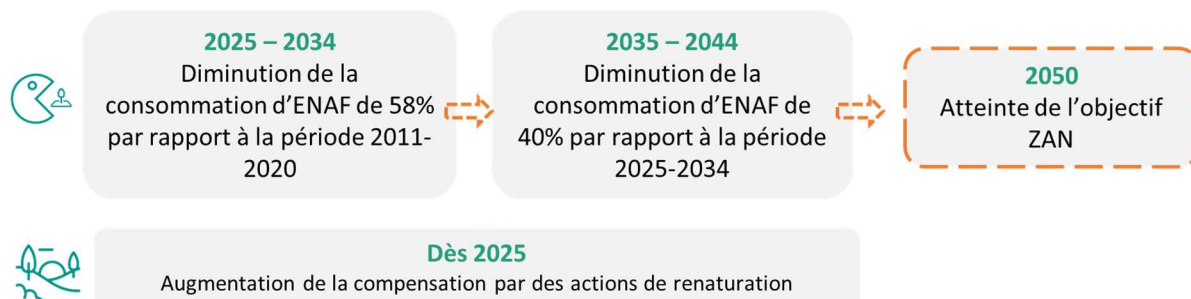 2025 – 2034
Diminution de la
consommation d'ENAF de 58%
par rapport à la période 2011-
2020
2035 – 2044
Diminution de la
consommation d'ENAF de
40% par rapport à la période
2025-2034
2050
Atteinte de l'objectif
ZAN
Dès 2025
Augmentation de la compensation par des actions de renaturation